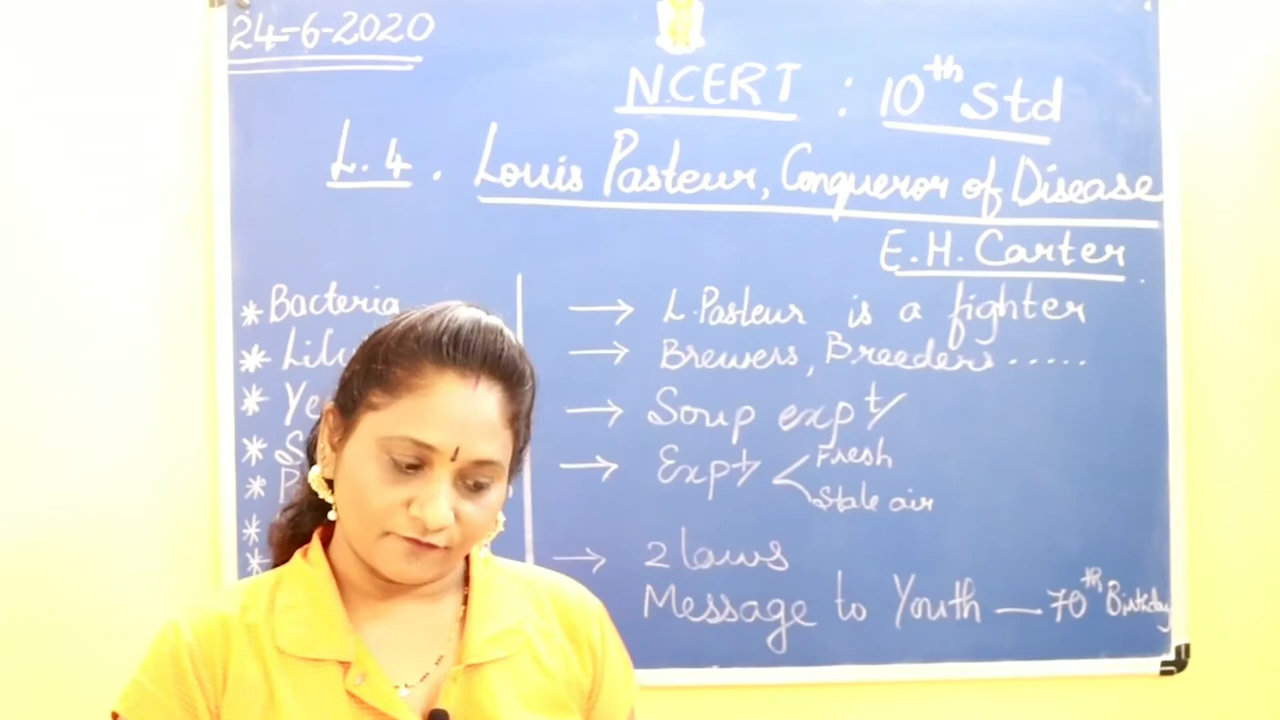 24-6-2020
NCERT : 10th Std
L. 4 . Louis Pasteur, Conqueror of Disease
E.H. Carter
* Bacteria
*
*
*
*
*
*
→ L. Pasteur is a fighter
→ Brewers, Breeders .....
→ Soup expt/
→ Expt/ < Fresh
Stale air
→ 2 laws
Message to Youth — 70th Birthday